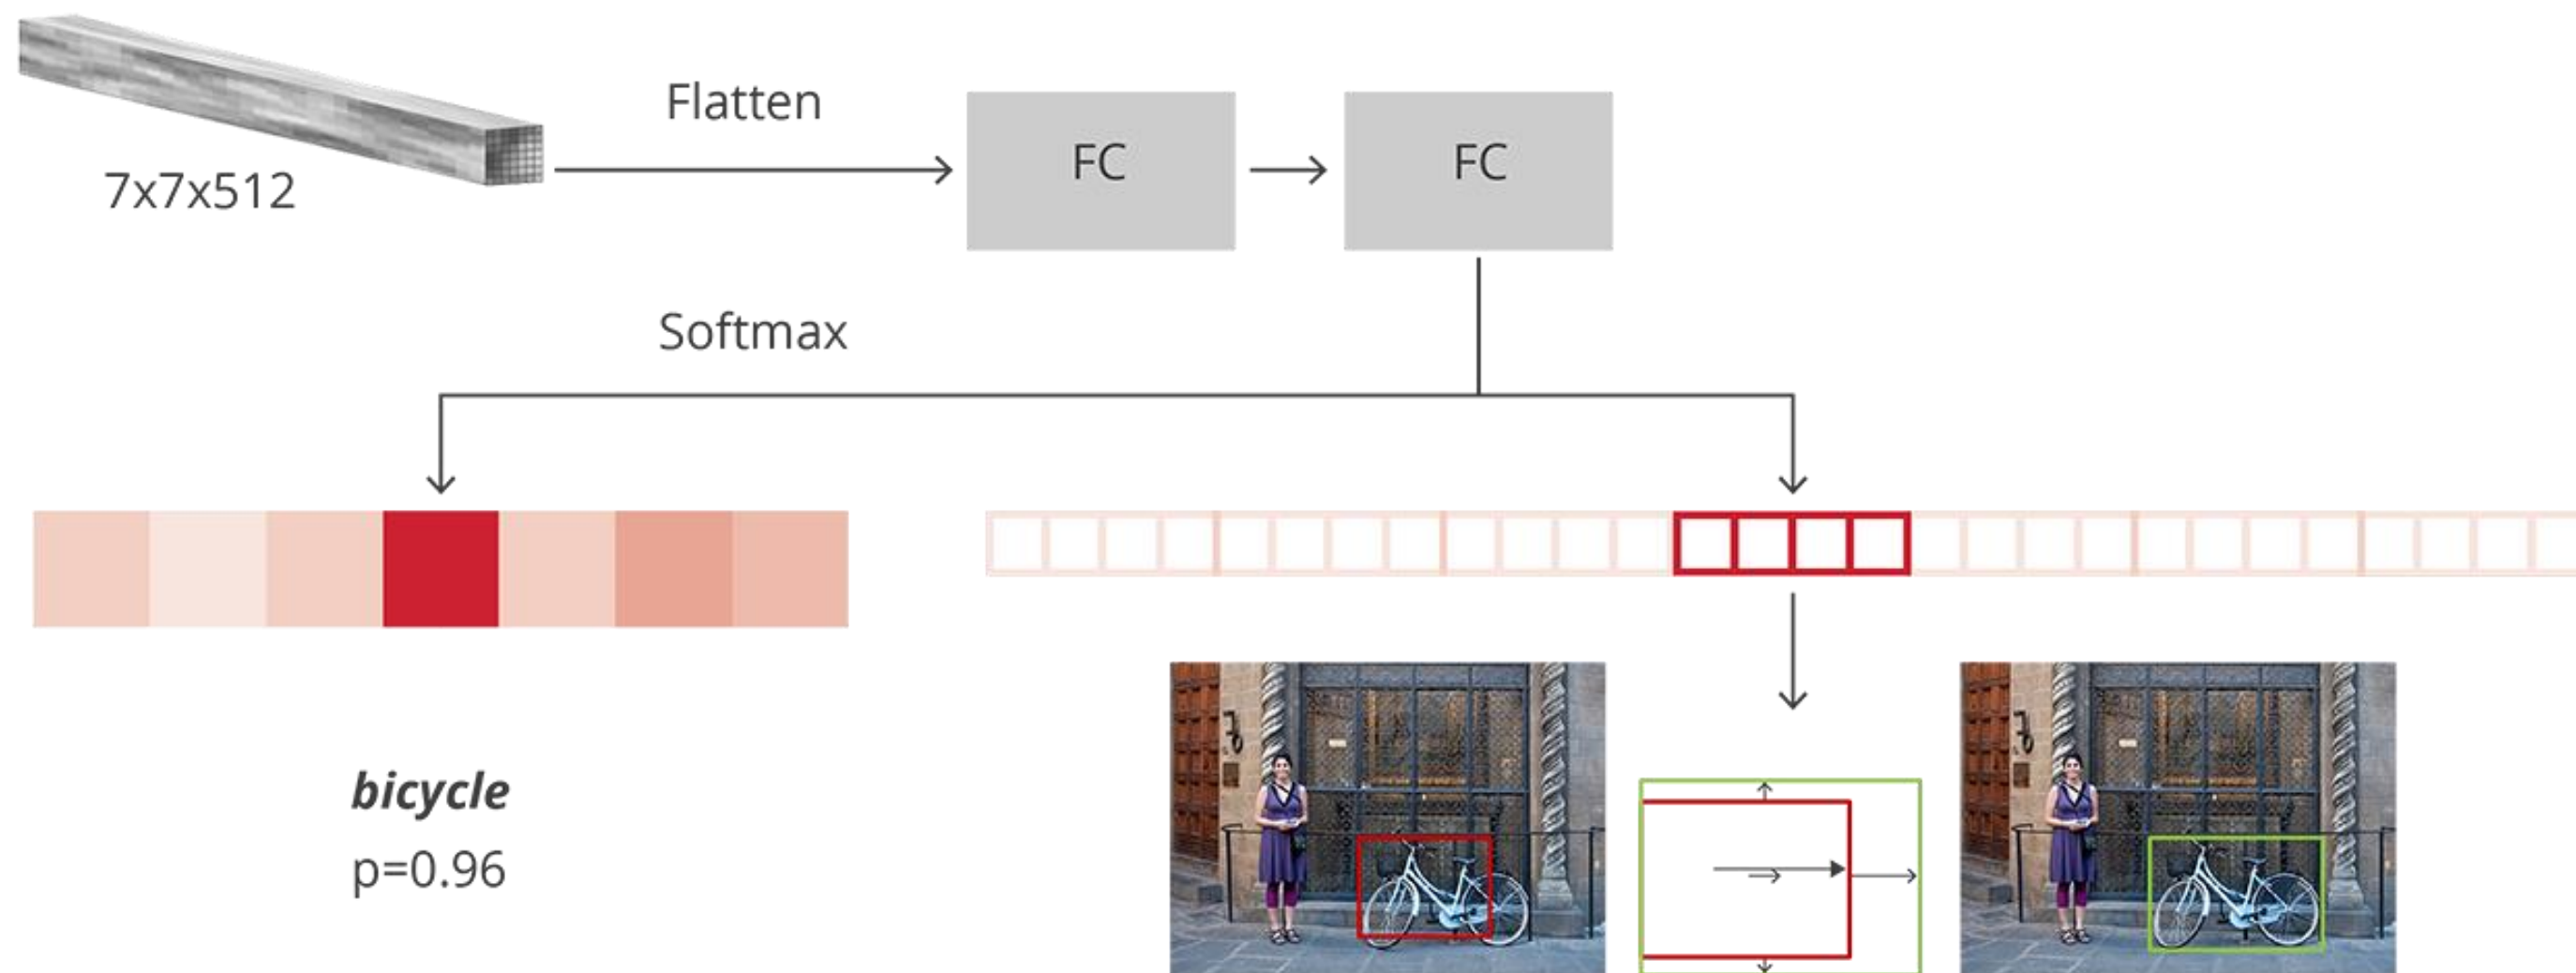 Flatten
FC
FC
7x7x512
Softmax
bicycle
p=0.96